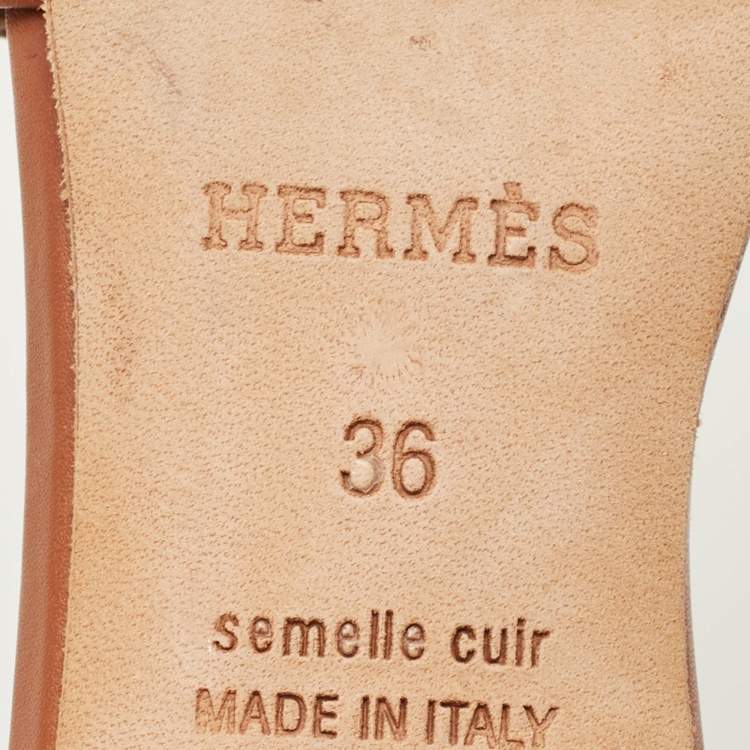 HERMÈS
36
semelle cuir
MADE IN ITALY